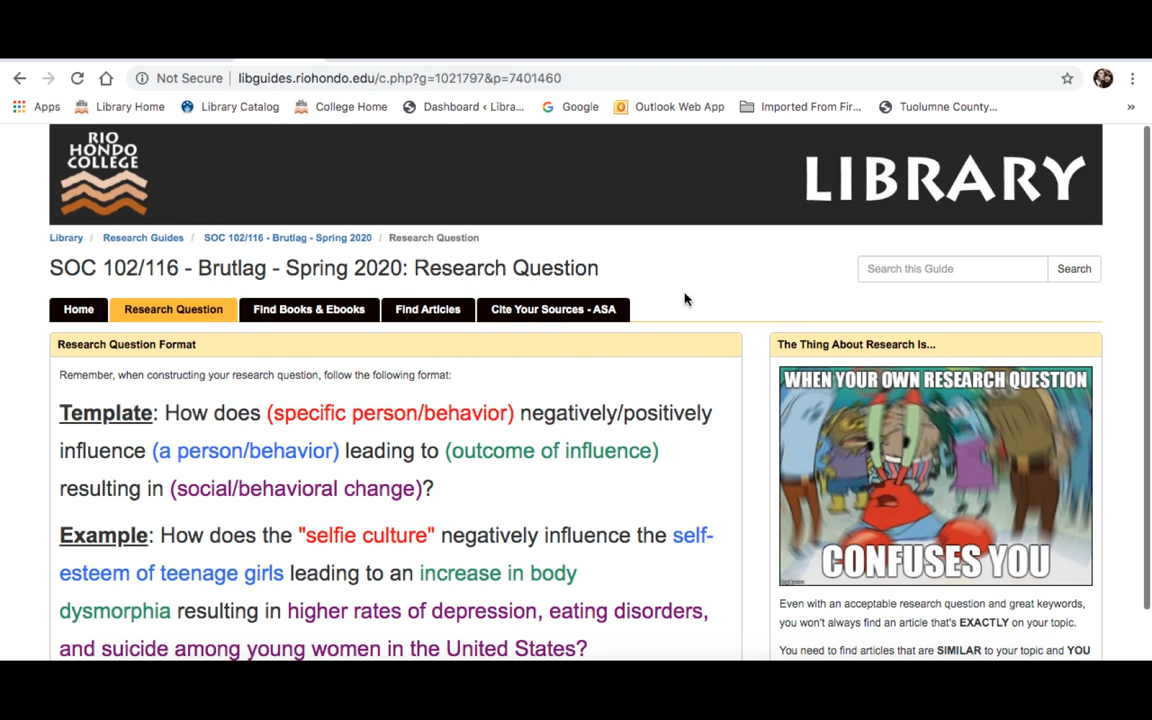 Not Secure | libguides.riohondo.edu/c.php?g=1021797&p=7401460
Apps Library Home Library Catalog College Home Dashboard ‹ Libra... Google Outlook Web App Imported From Fir... Tuolumne County... »
RIO
HONDO
COLLEGE
LIBRARY
Library / Research Guides / SOC 102/116 - Brutlag - Spring 2020 / Research Question
SOC 102/116 - Brutlag - Spring 2020: Research Question
Search this Guide Search
Home Research Question Find Books & Ebooks Find Articles Cite Your Sources - ASA
Research Question Format
Remember, when constructing your research question, follow the following format:
Template: How does (specific person/behavior) negatively/positively
influence (a person/behavior) leading to (outcome of influence)
resulting in (social/behavioral change)?
Example: How does the "selfie culture" negatively influence the self-
esteem of teenage girls leading to an increase in body
dysmorphia resulting in higher rates of depression, eating disorders,
and suicide among young women in the United States?
The Thing About Research Is...
WHEN YOUR OWN RESEARCH QUESTION
CONFUSES YOU
Even with an acceptable research question and great keywords,
you won't always find an article that's EXACTLY on your topic.
You need to find articles that are SIMILAR to your topic and YOU